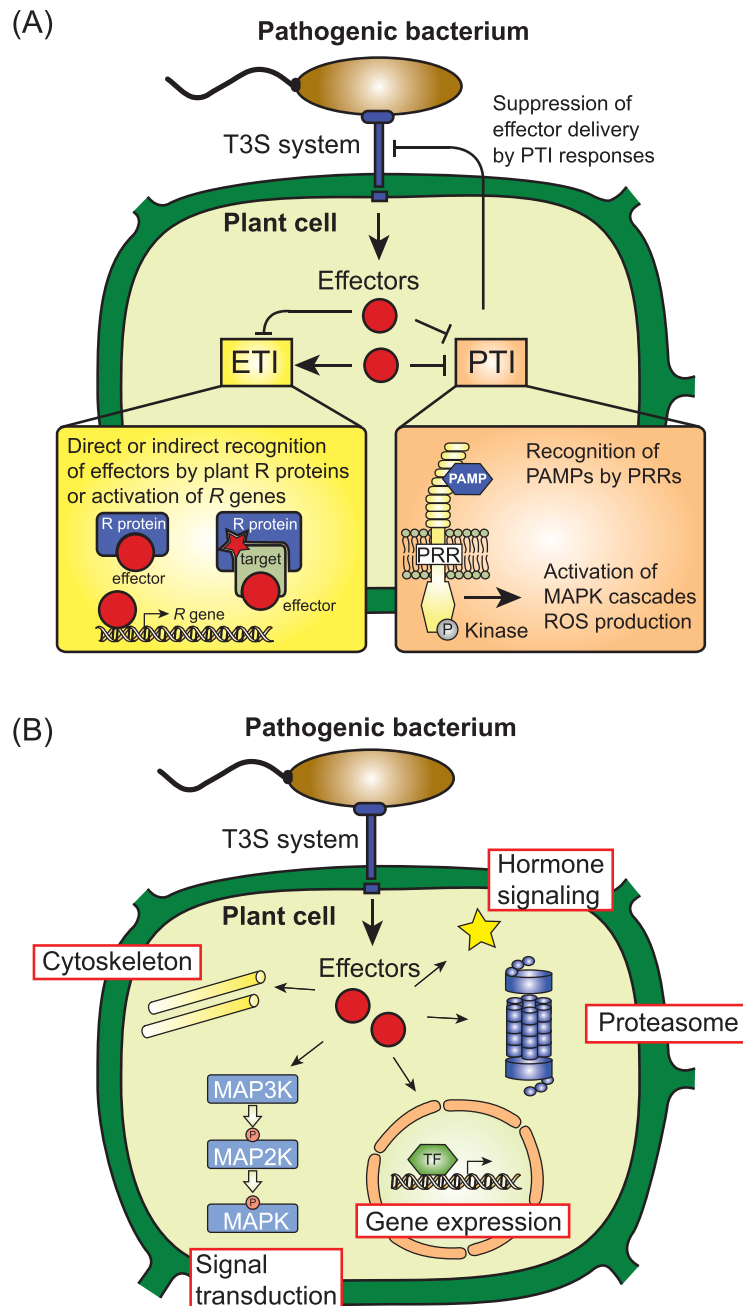 (A)
Pathogenic bacterium
Suppression of
effector delivery
by PTI responses
T3S system
Plant cell
Effectors
ETI
PTI
Direct or indirect recognition
of effectors by plant R proteins
or activation of R genes
R protein
effector
R protein
target
effector
R gene
PAMP
Recognition of
PAMPs by PRRs
PRR
Activation of
MAPK cascades
ROS production
P
Kinase
(B)
Pathogenic bacterium
T3S system
Hormone
signaling
Plant cell
Cytoskeleton
Effectors
Proteasome
MAP3K
P
MAP2K
P
MAPK
TF
Gene expression
Signal
transduction